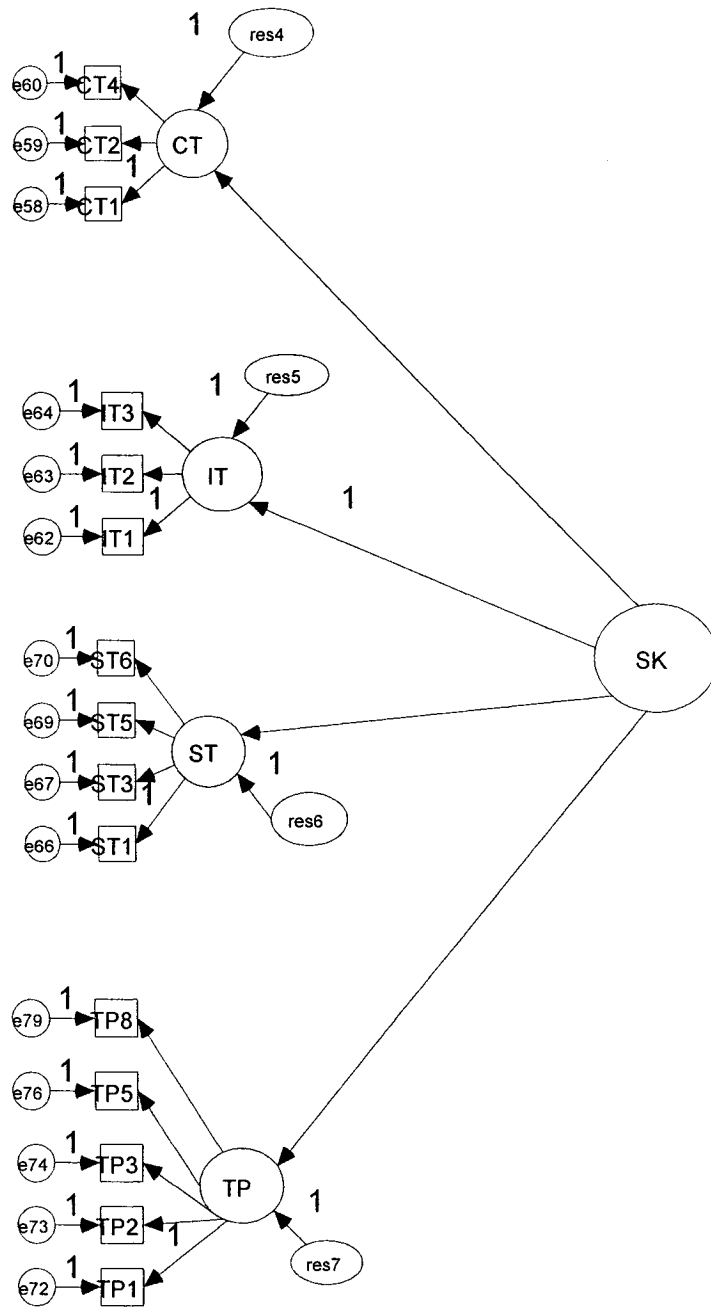 1 res4
1
e60 CT4
1
e59 CT2 CT
1 1
e58 CT1
1 res5
1
e64 IT3
1
e63 IT2 IT
1 1 1
e62 IT1
1
e70 ST6
SK
1
e69 ST5
ST
1 1
e67 ST3 1
1
e66 ST1 res6
1
e79 TP8
1
e76 TP5
1
e74 TP3
TP
1 1
e73 TP2 1
1 res7
e72 TP1